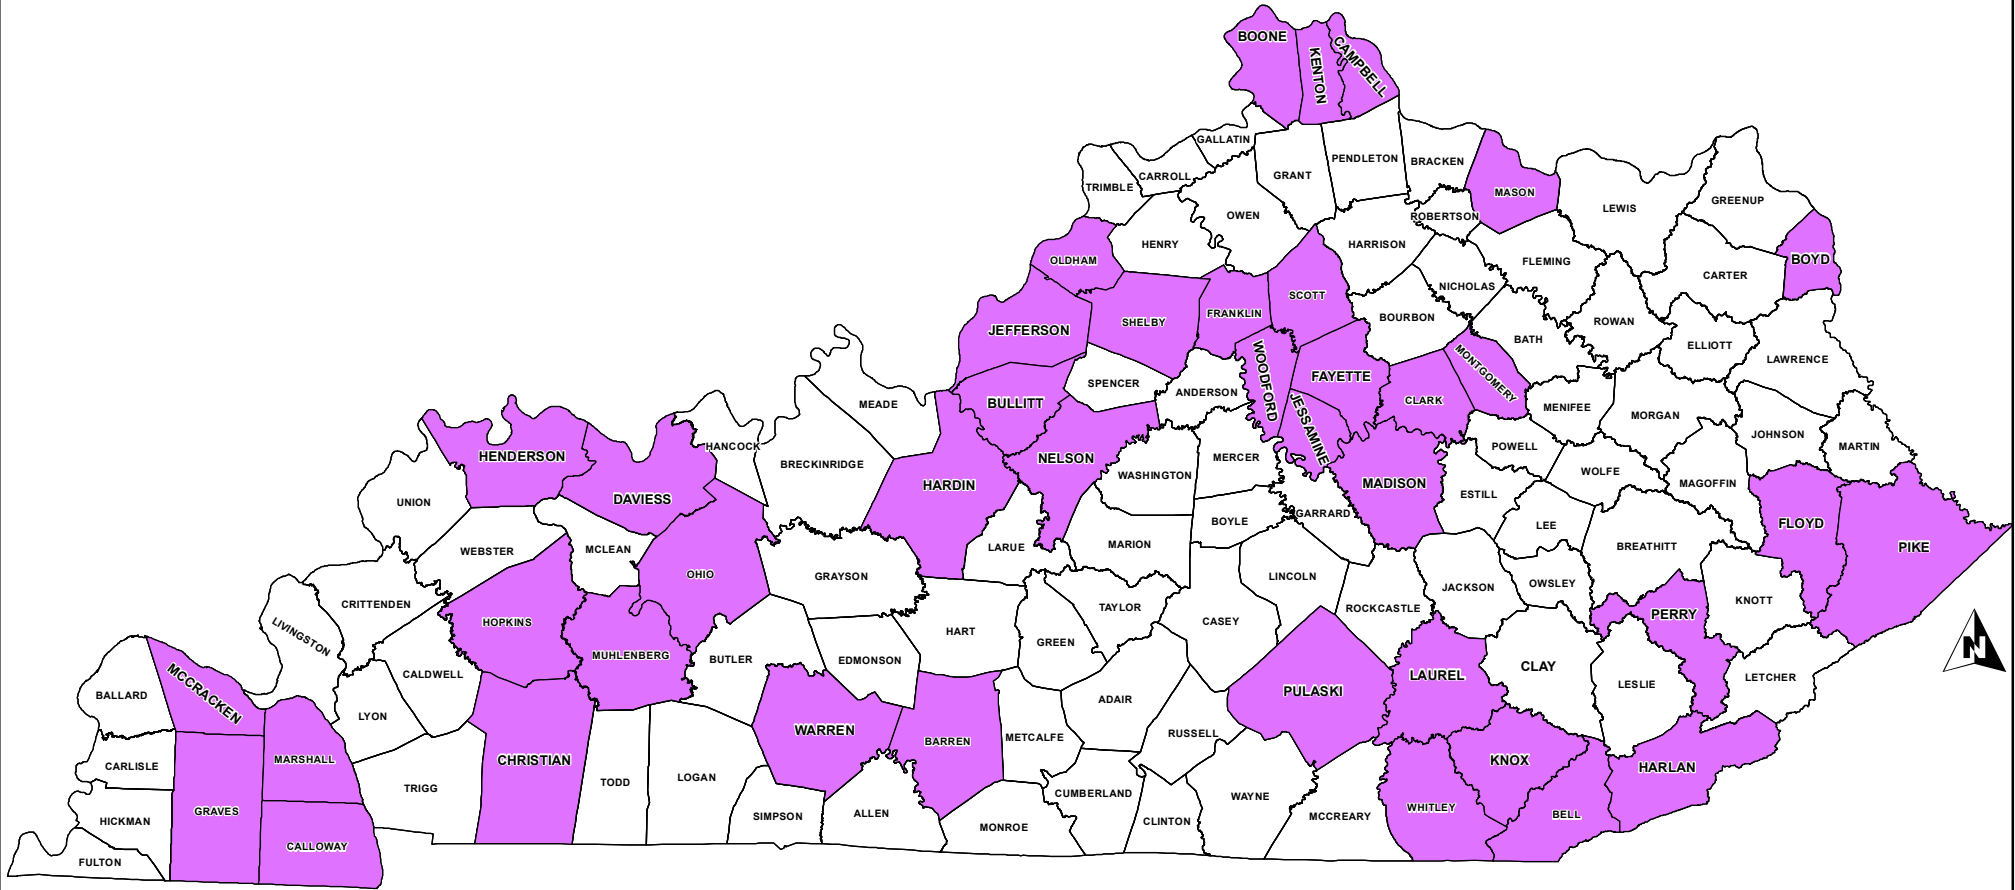 BOONE
KENTON
CAMPBELL
GALLATIN
PENDLETON
BRACKEN
TRIMBLE
CARROLL
GRANT
MASON
OWEN
ROBERTSON
LEWIS
GREENUP
HENRY
HARRISON
OLDHAM
FLEMING
BOYD
CARTER
NICHOLAS
SCOTT
JEFFERSON
SHELBY
FRANKLIN
BOURBON
ROWAN
BATH
ELLIOTT
LAWRENCE
WOODFORD
FAYETTE
MONTGOMERY
SPENCER
ANDERSON
CLARK
MENIFEE
MORGAN
MEADE
BULLITT
JESSAMINE
JOHNSON
MARTIN
HANCOCK
HENDERSON
BRECKINRIDGE
NELSON
MERCER
POWELL
WOLFE
WASHINGTON
MAGOFFIN
HARDIN
MADISON
ESTILL
DAVIESS
UNION
GARRARD
BOYLE
LEE
FLOYD
PIKE
WEBSTER
MCLEAN
LARUE
MARION
BREATHITT
OHIO
GRAYSON
LINCOLN
JACKSON
OWSLEY
KNOTT
CRITTENDEN
TAYLOR
ROCKCASTLE
PERRY
LIVINGSTON
HOPKINS
HART
GREEN
CASEY
N
MUHLENBERG
BUTLER
EDMONSON
CALDWELL
CLAY
LAUREL
LESLIE
LETCHER
BALLARD
MCCRACKEN
LYON
ADAIR
PULASKI
WARREN
BARREN
METCALFE
RUSSELL
CARLISLE
MARSHALL
CHRISTIAN
KNOX
HARLAN
TRIGG
TODD
LOGAN
CUMBERLAND
WAYNE
HICKMAN
GRAVES
SIMPSON
ALLEN
MONROE
CLINTON
MCCREARY
WHITLEY
BELL
FULTON
CALLOWAY